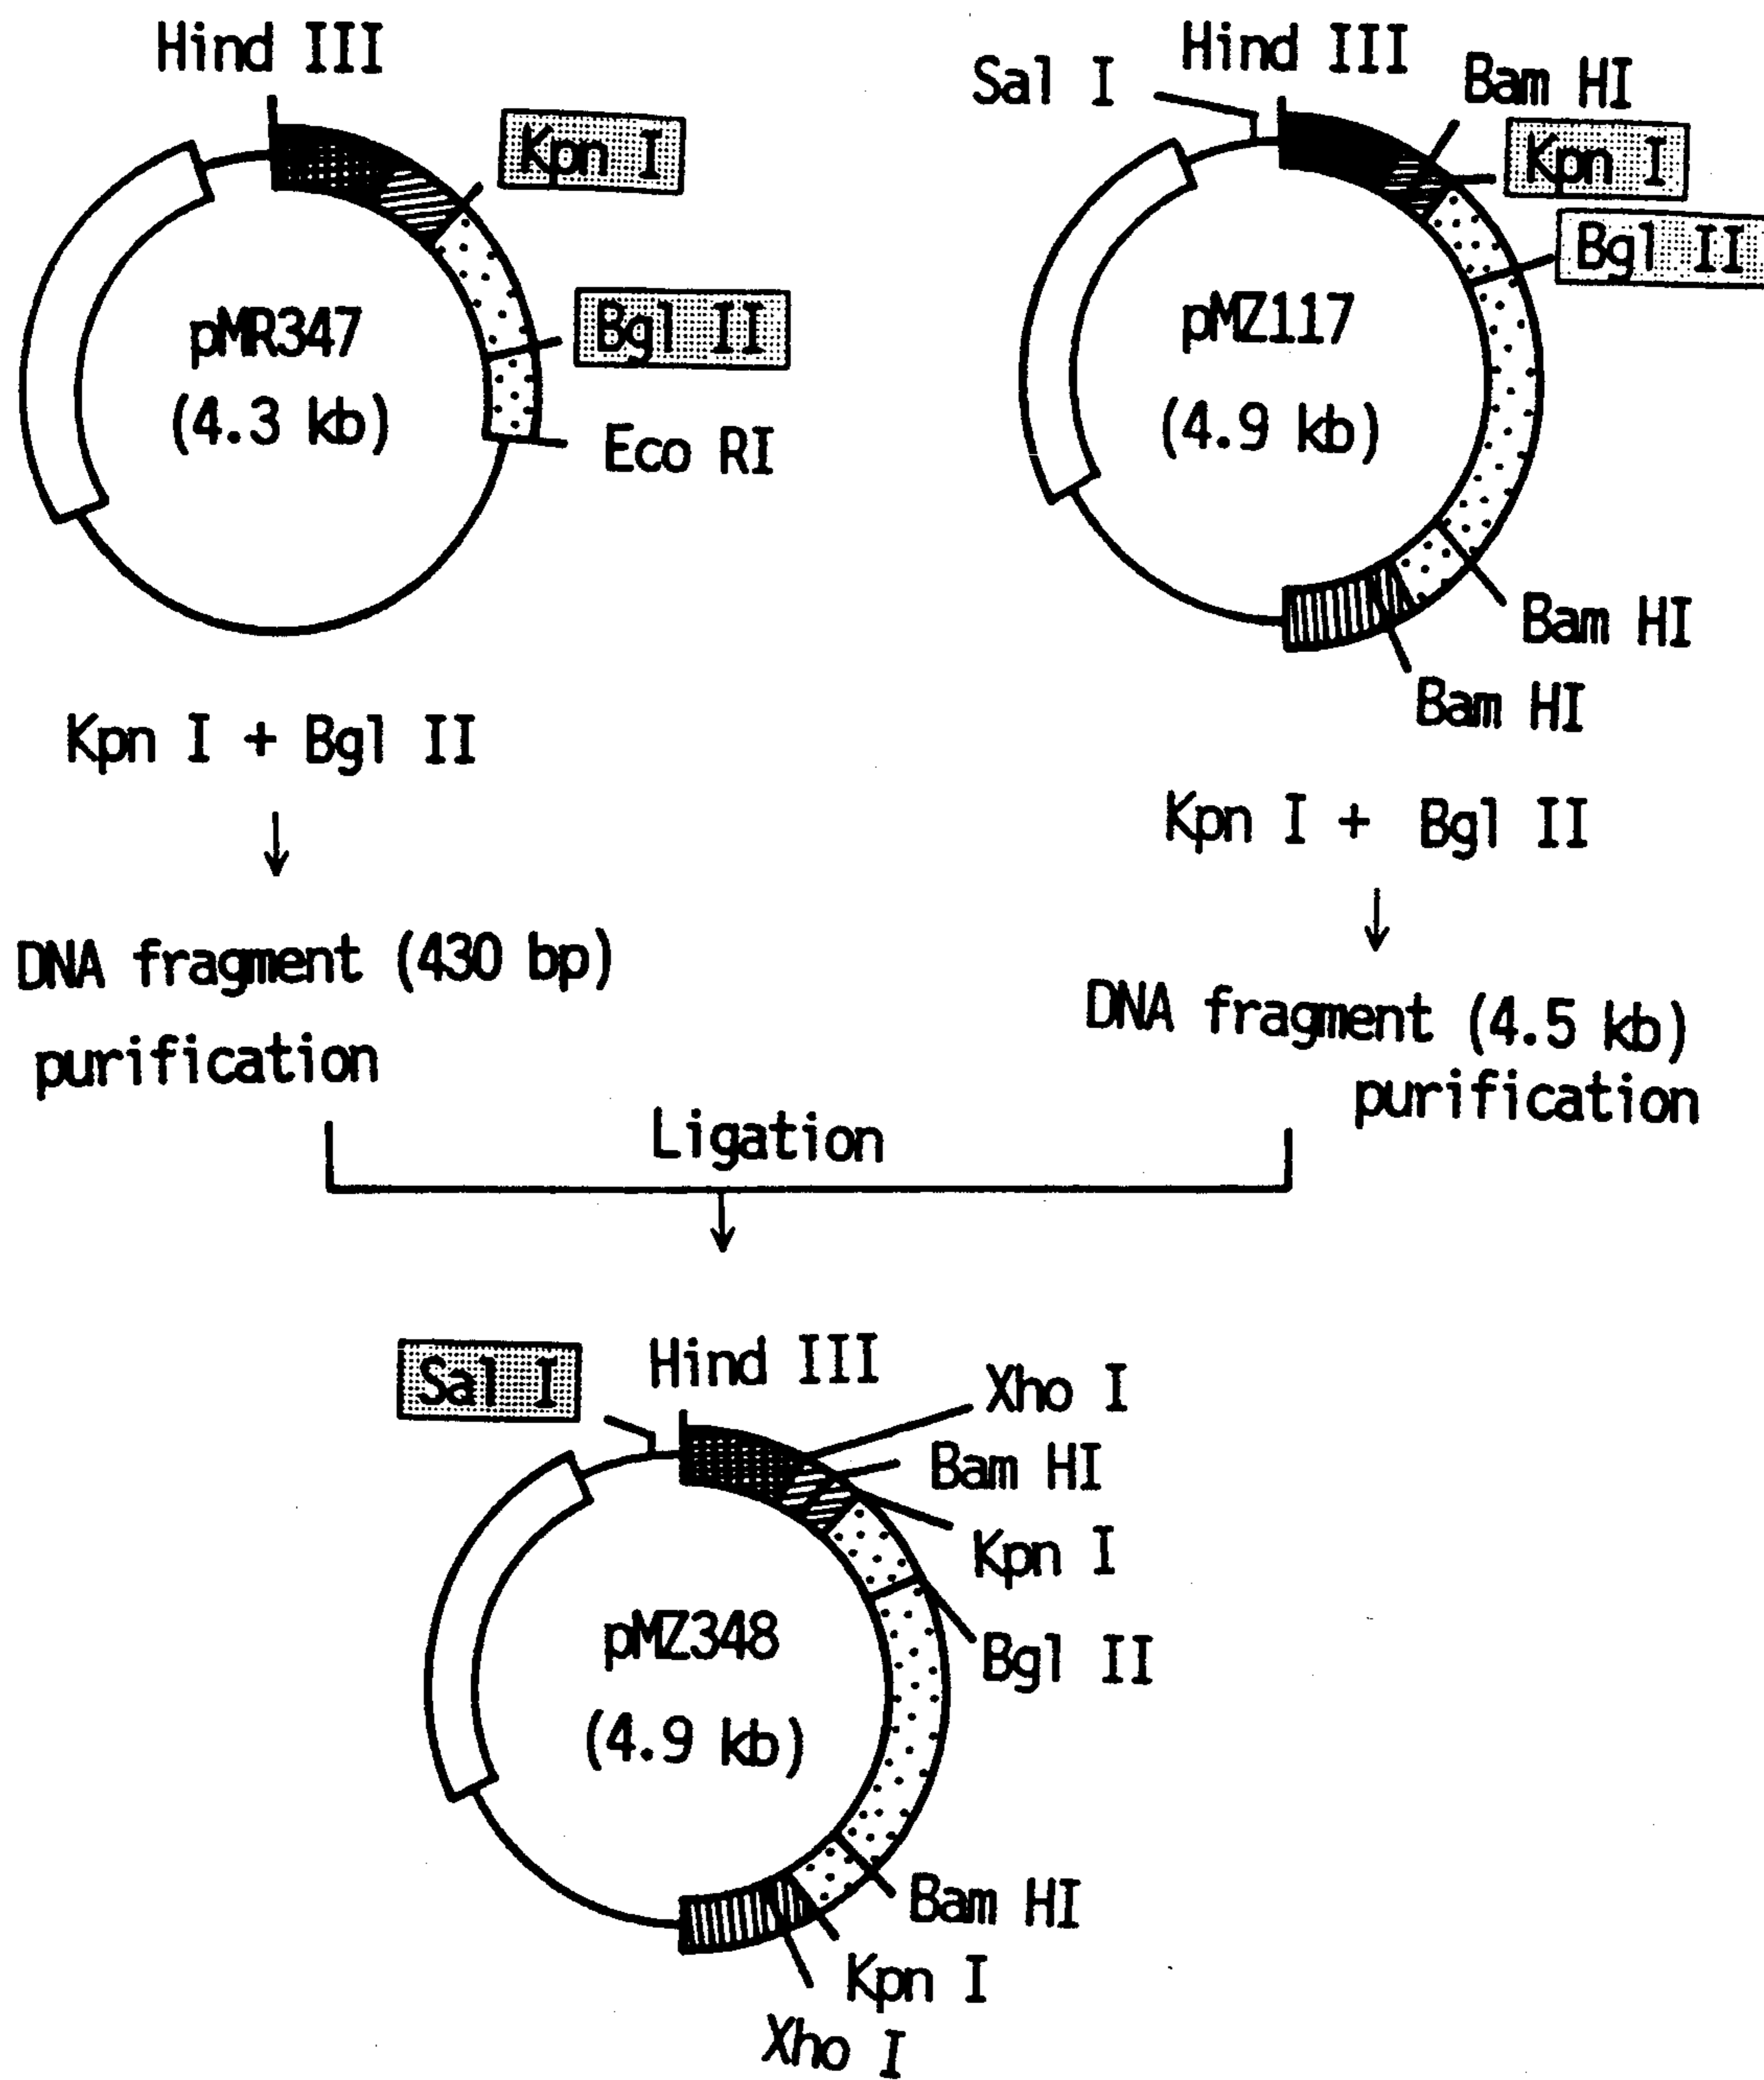 Hind III
Kpn I
Bgl II
Eco RI
pMR347
(4.3 kb)
Kpn I + Bgl II
DNA fragment (430 bp)
purification
Sal I
Hind III
Bam HI
Kpn I
Bgl II
pMZ117
(4.9 kb)
Bam HI
Bam HI
Kpn I + Bgl II
DNA fragment (4.5 kb)
purification
Ligation
Sal I
Hind III
Xho I
Bam HI
Kpn I
Bgl II
pMZ348
(4.9 kb)
Bam HI
Kpn I
Xho I